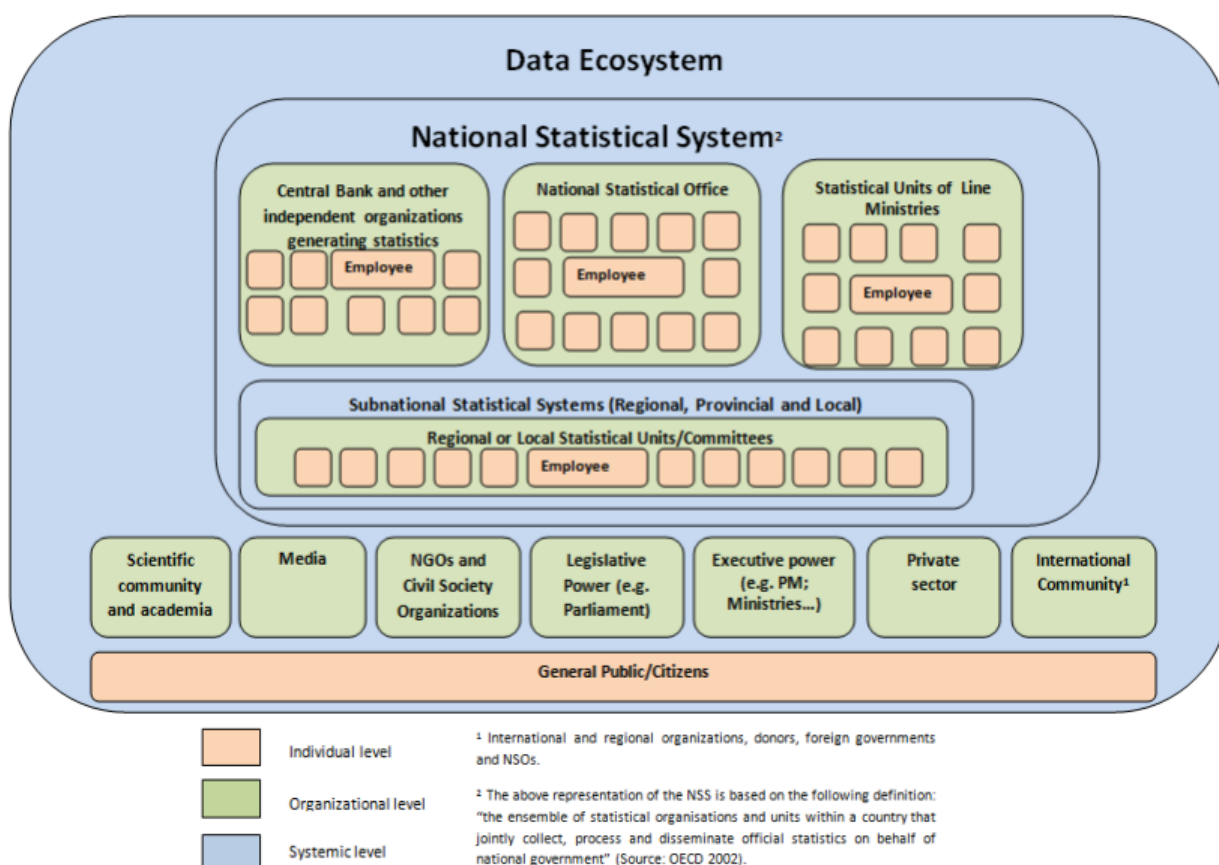 Data Ecosystem
National Statistical System²
Central Bank and other
independent organizations
generating statistics
Employee
National Statistical Office
Employee
Statistical Units of Line
Ministries
Employee
Subnational Statistical Systems (Regional, Provincial and Local)
Regional or Local Statistical Units/Committees
Employee
Scientific
community
and academia
Media
NGOs and
Civil Society
Organizations
Legislative
Power (e.g.
Parliament)
Executive power
(e.g. PM;
Ministries...)
Private
sector
International
Community¹
General Public/Citizens
Individual level
Organizational level
Systemic level
¹ International and regional organizations, donors, foreign governments
and NSOs.
² The above representation of the NSS is based on the following definition:
“the ensemble of statistical organisations and units within a country that
jointly collect, process and disseminate official statistics on behalf of
national government” (Source: OECD 2002).